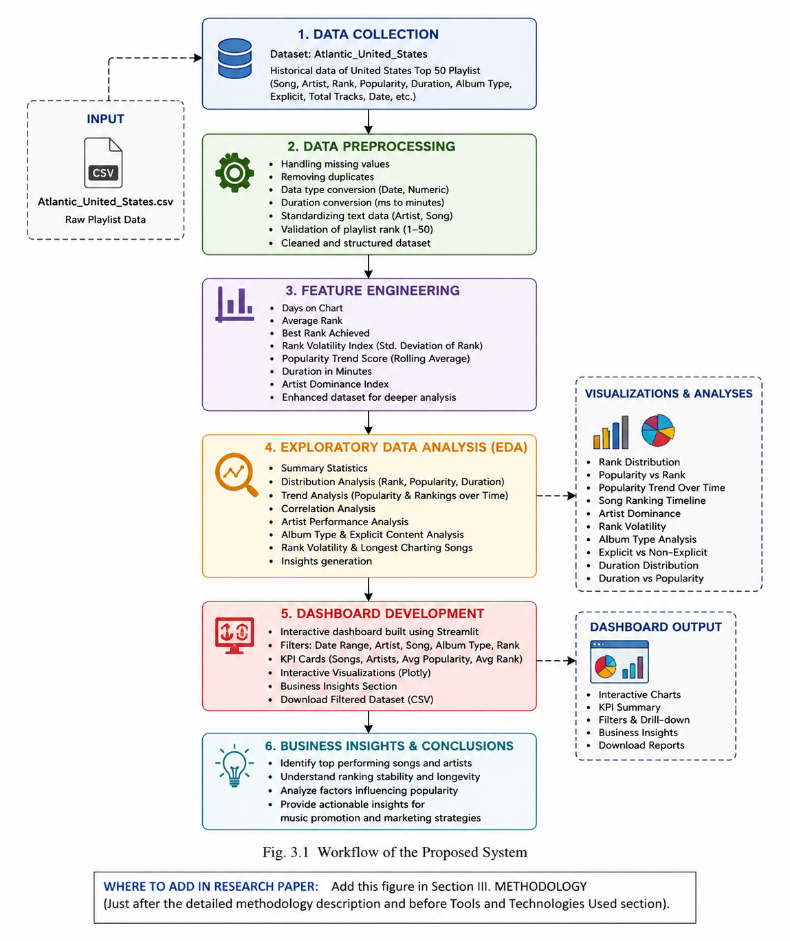 1. DATA COLLECTION
Dataset: Atlantic_United_States
Historical data of United States Top 50 Playlist
(Song, Artist, Rank, Popularity, Duration, Album Type,
Explicit, Total Tracks, Date, etc.)
INPUT
CSV
Atlantic_United_States.csv
Raw Playlist Data
2. DATA PREPROCESSING
• Handling missing values
• Removing duplicates
• Data type conversion (Date, Numeric)
• Duration conversion (ms to minutes)
• Standardizing text data (Artist, Song)
• Validation of playlist rank (1–50)
• Cleaned and structured dataset
3. FEATURE ENGINEERING
• Days on Chart
• Average Rank
• Best Rank Achieved
• Rank Volatility Index (Std. Deviation of Rank)
• Popularity Trend Score (Rolling Average)
• Duration in Minutes
• Artist Dominance Index
• Enhanced dataset for deeper analysis
4. EXPLORATORY DATA ANALYSIS (EDA)
• Summary Statistics
• Distribution Analysis (Rank, Popularity, Duration)
• Trend Analysis (Popularity & Rankings over Time)
• Correlation Analysis
• Artist Performance Analysis
• Album Type & Explicit Content Analysis
• Rank Volatility & Longest Charting Songs
• Insights generation
VISUALIZATIONS & ANALYSES
• Rank Distribution
• Popularity vs Rank
• Popularity Trend Over Time
• Song Ranking Timeline
• Artist Dominance
• Rank Volatility
• Album Type Analysis
• Explicit vs Non-Explicit
• Duration Distribution
• Duration vs Popularity
5. DASHBOARD DEVELOPMENT
• Interactive dashboard built using Streamlit
• Filters: Date Range, Artist, Song, Album Type, Rank
• KPI Cards (Songs, Artists, Avg Popularity, Avg Rank)
• Interactive Visualizations (Plotly)
• Business Insights Section
• Download Filtered Dataset (CSV)
DASHBOARD OUTPUT
• Interactive Charts
• KPI Summary
• Filters & Drill-down
• Business Insights
• Download Reports
6. BUSINESS INSIGHTS & CONCLUSIONS
• Identify top performing songs and artists
• Understand ranking stability and longevity
• Analyze factors influencing popularity
• Provide actionable insights for
music promotion and marketing strategies
Fig. 3.1 Workflow of the Proposed System
WHERE TO ADD IN RESEARCH PAPER: Add this figure in Section III. METHODOLOGY
(Just after the detailed methodology description and before Tools and Technologies Used section).